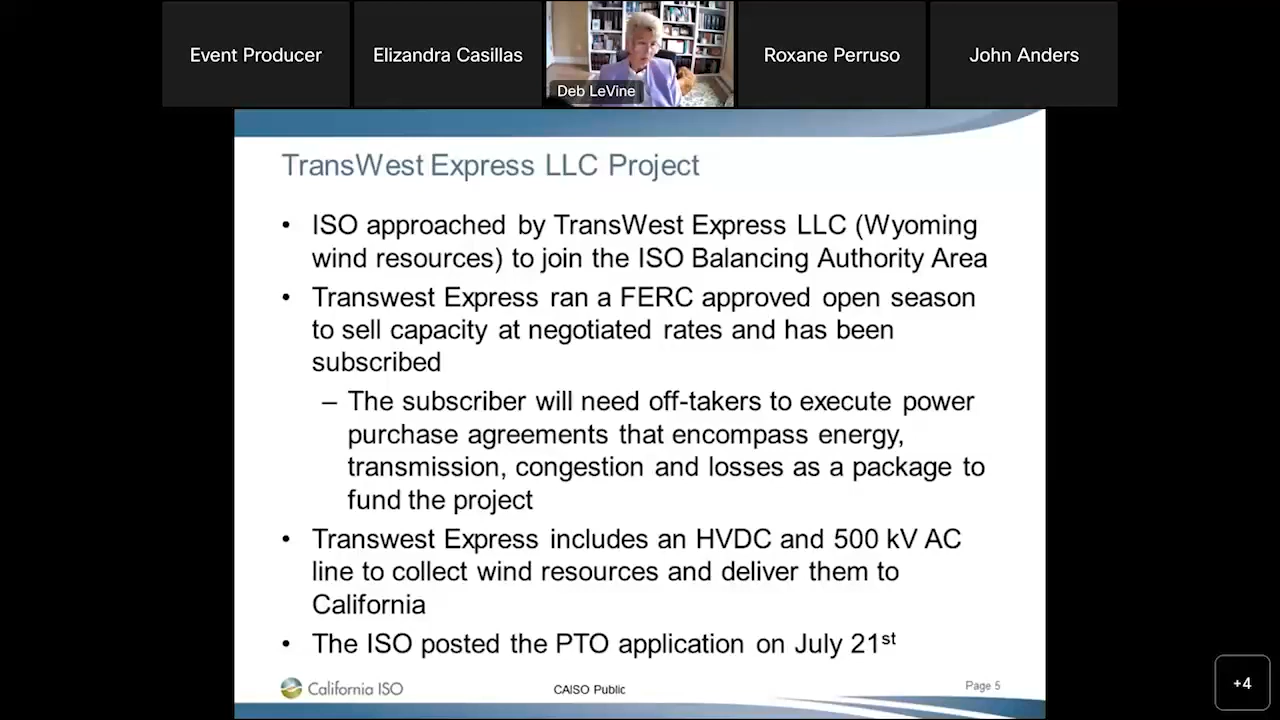 Event Producer
Elizandra Casillas
Deb LeVine
Roxane Perruso
John Anders
TransWest Express LLC Project
• ISO approached by TransWest Express LLC (Wyoming
wind resources) to join the ISO Balancing Authority Area
• Transwest Express ran a FERC approved open season
to sell capacity at negotiated rates and has been
subscribed
– The subscriber will need off-takers to execute power
purchase agreements that encompass energy,
transmission, congestion and losses as a package to
fund the project
• Transwest Express includes an HVDC and 500 kV AC
line to collect wind resources and deliver them to
California
• The ISO posted the PTO application on July 21st
California ISO
CAISO Public
Page 5
+4